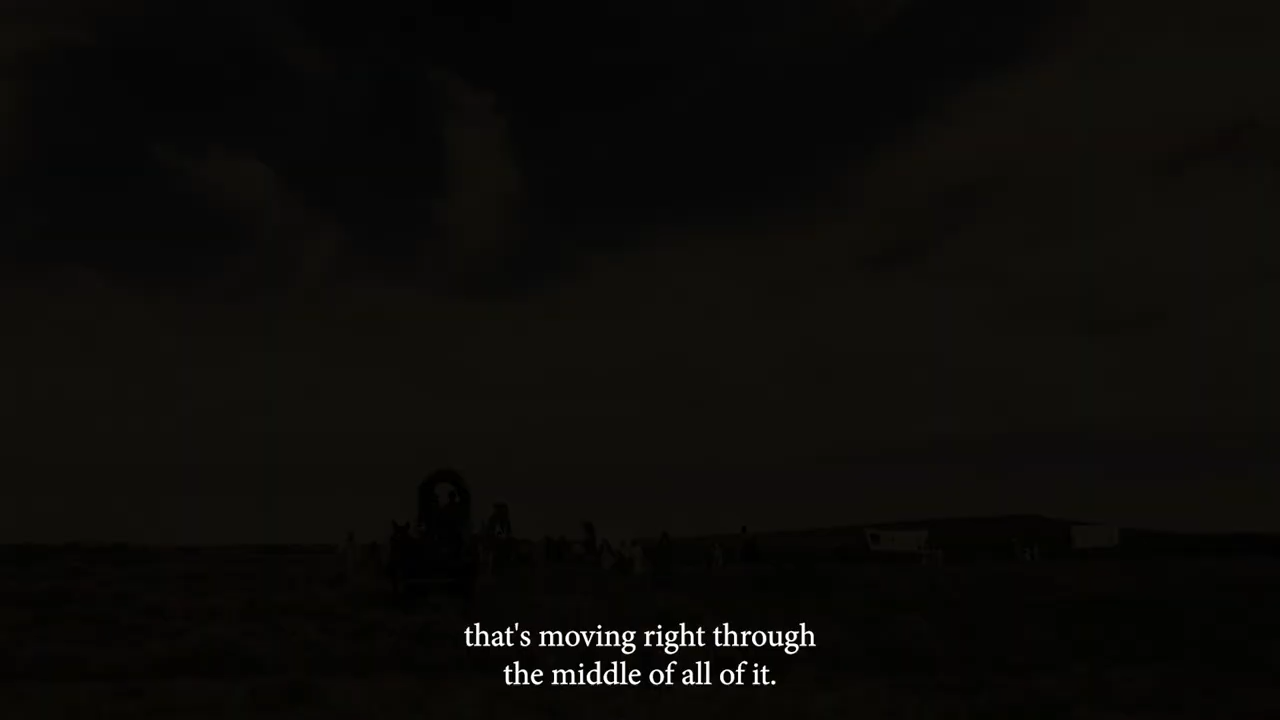 that's moving right through
the middle of all of it.